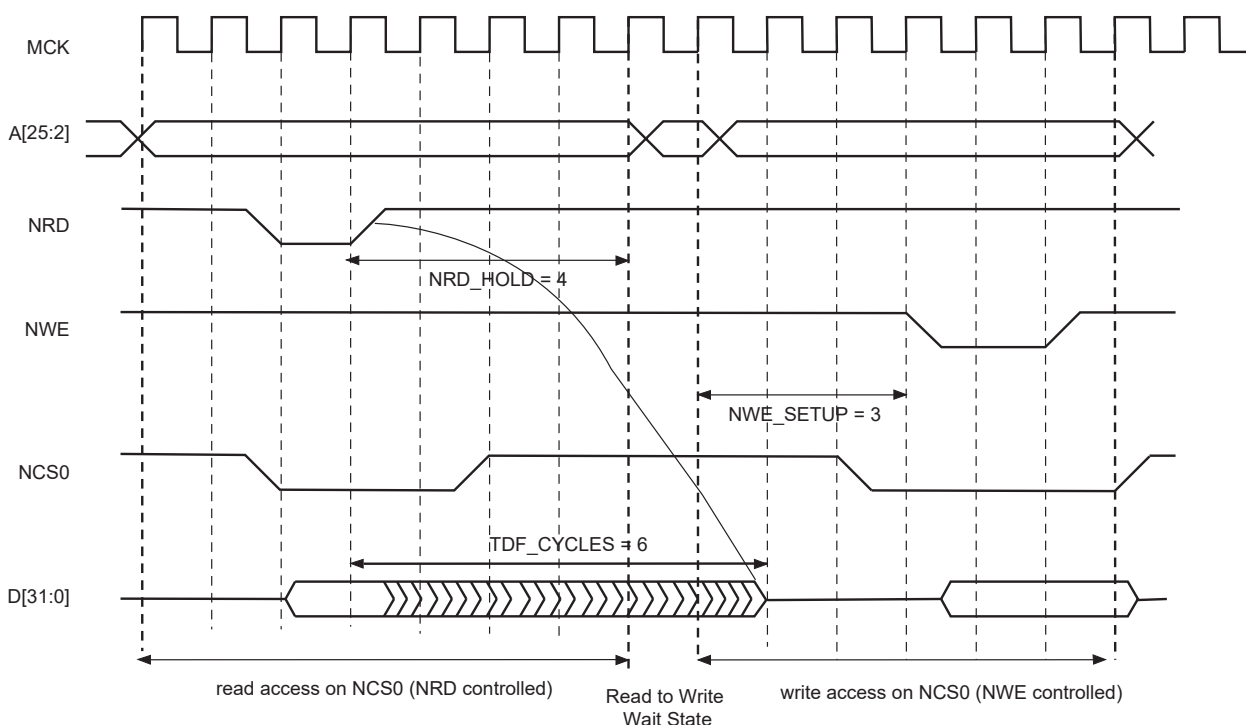 MCK
A[25:2]
NRD
NRD_HOLD = 4
NWE
NWE_SETUP = 3
NCS0
TDF_CYCLES = 6
D[31:0]
read access on NCS0 (NRD controlled)
Read to Write
Wait State
write access on NCS0 (NWE controlled)